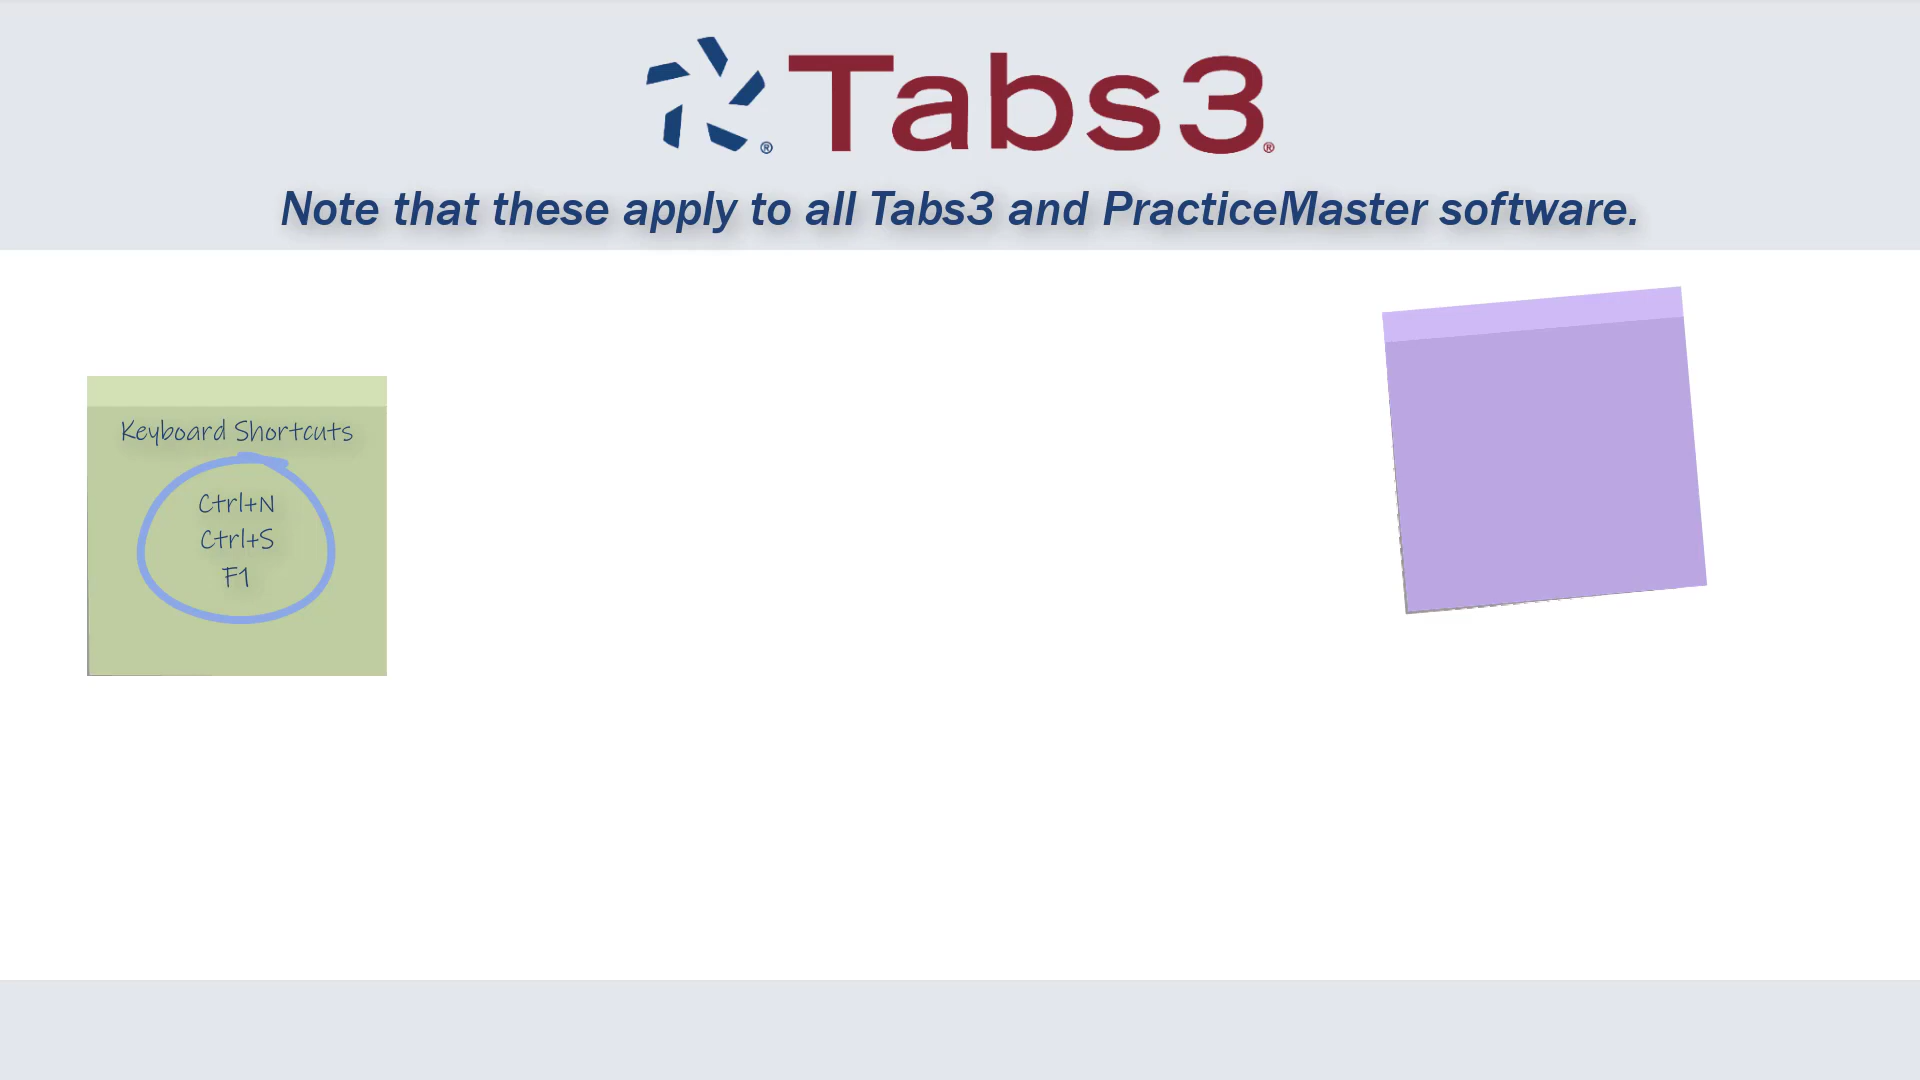 Tabs3
Note that these apply to all Tabs3 and PracticeMaster software.
Keyboard Shortcuts
Ctrl+N
Ctrl+S
F1